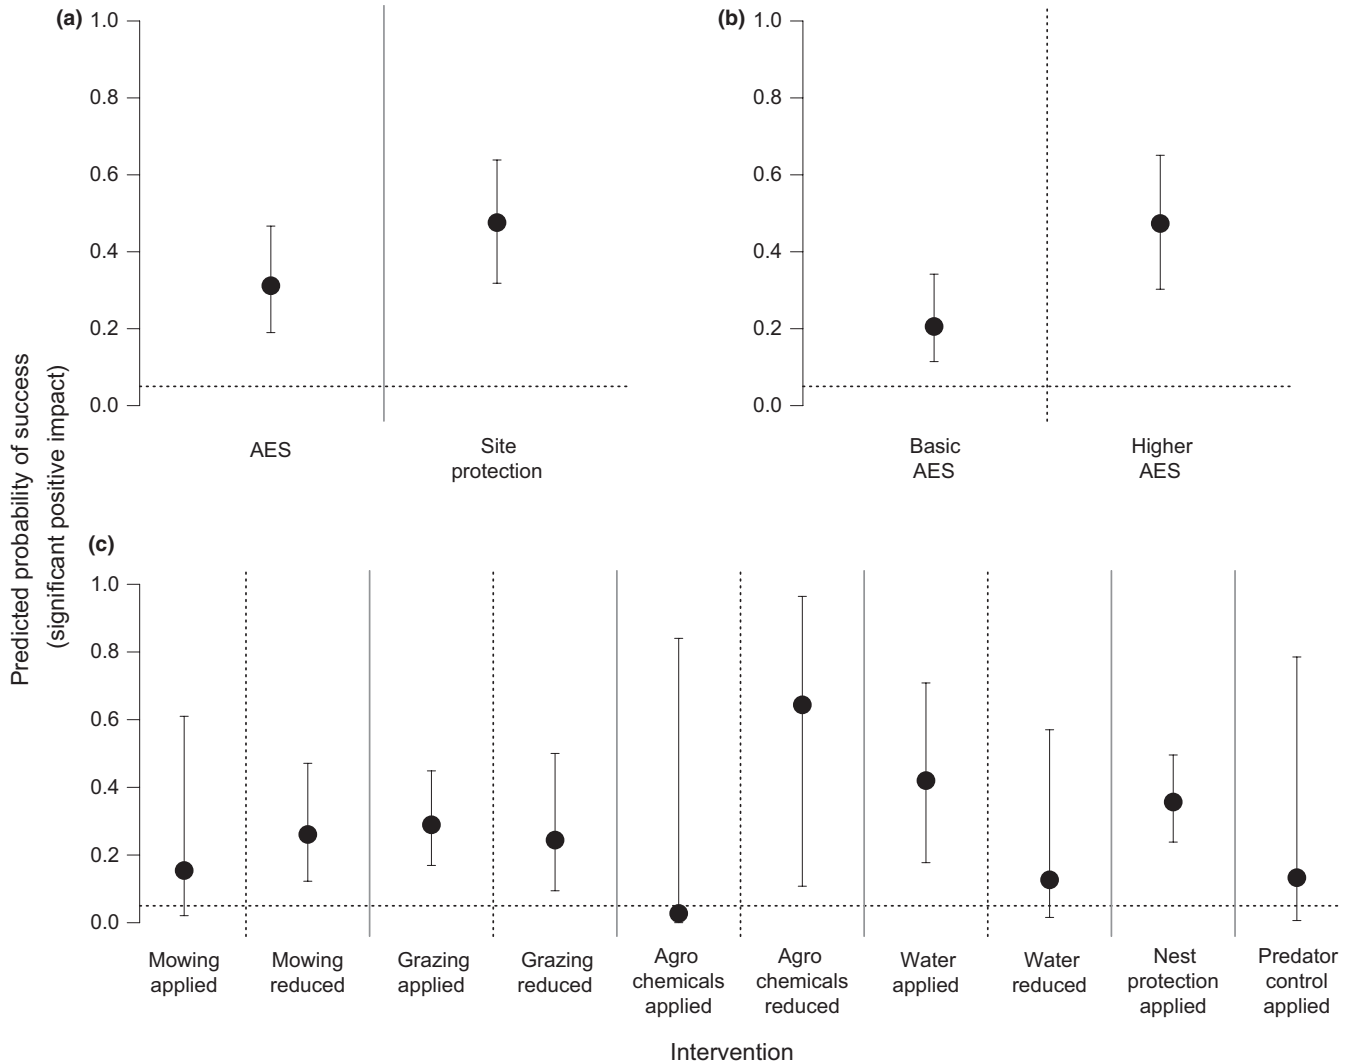 (a)
1.0
0.8
0.6
0.4
0.2
0.0
AES
Site
protection
(b)
1.0
0.8
0.6
0.4
0.2
0.0
Basic
AES
Higher
AES
Predicted probability of success
(significant positive impact)
(c)
1.0
0.8
0.6
0.4
0.2
0.0
Mowing
applied
Mowing
reduced
Grazing
applied
Grazing
reduced
Agro
chemicals
applied
Agro
chemicals
reduced
Water
applied
Water
reduced
Nest
protection
applied
Predator
control
applied
Intervention